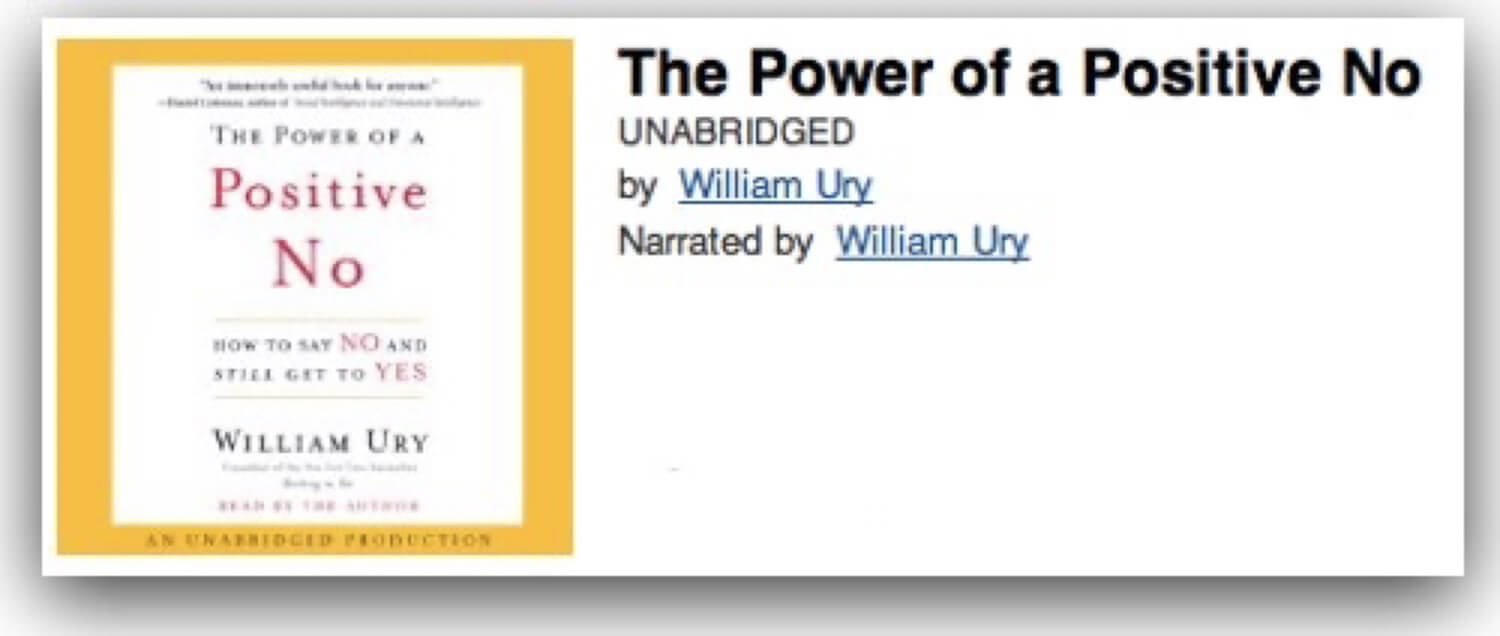 "An immensely useful book for anyone."
—Daniel Goleman, author of Social Intelligence and Emotional Intelligence
THE POWER OF A
Positive
No
HOW TO SAY NO AND
STILL GET TO YES
WILLIAM URY
READ BY THE AUTHOR
AN UNABRIDGED PRODUCTION
The Power of a Positive No
UNABRIDGED
by William Ury
Narrated by William Ury